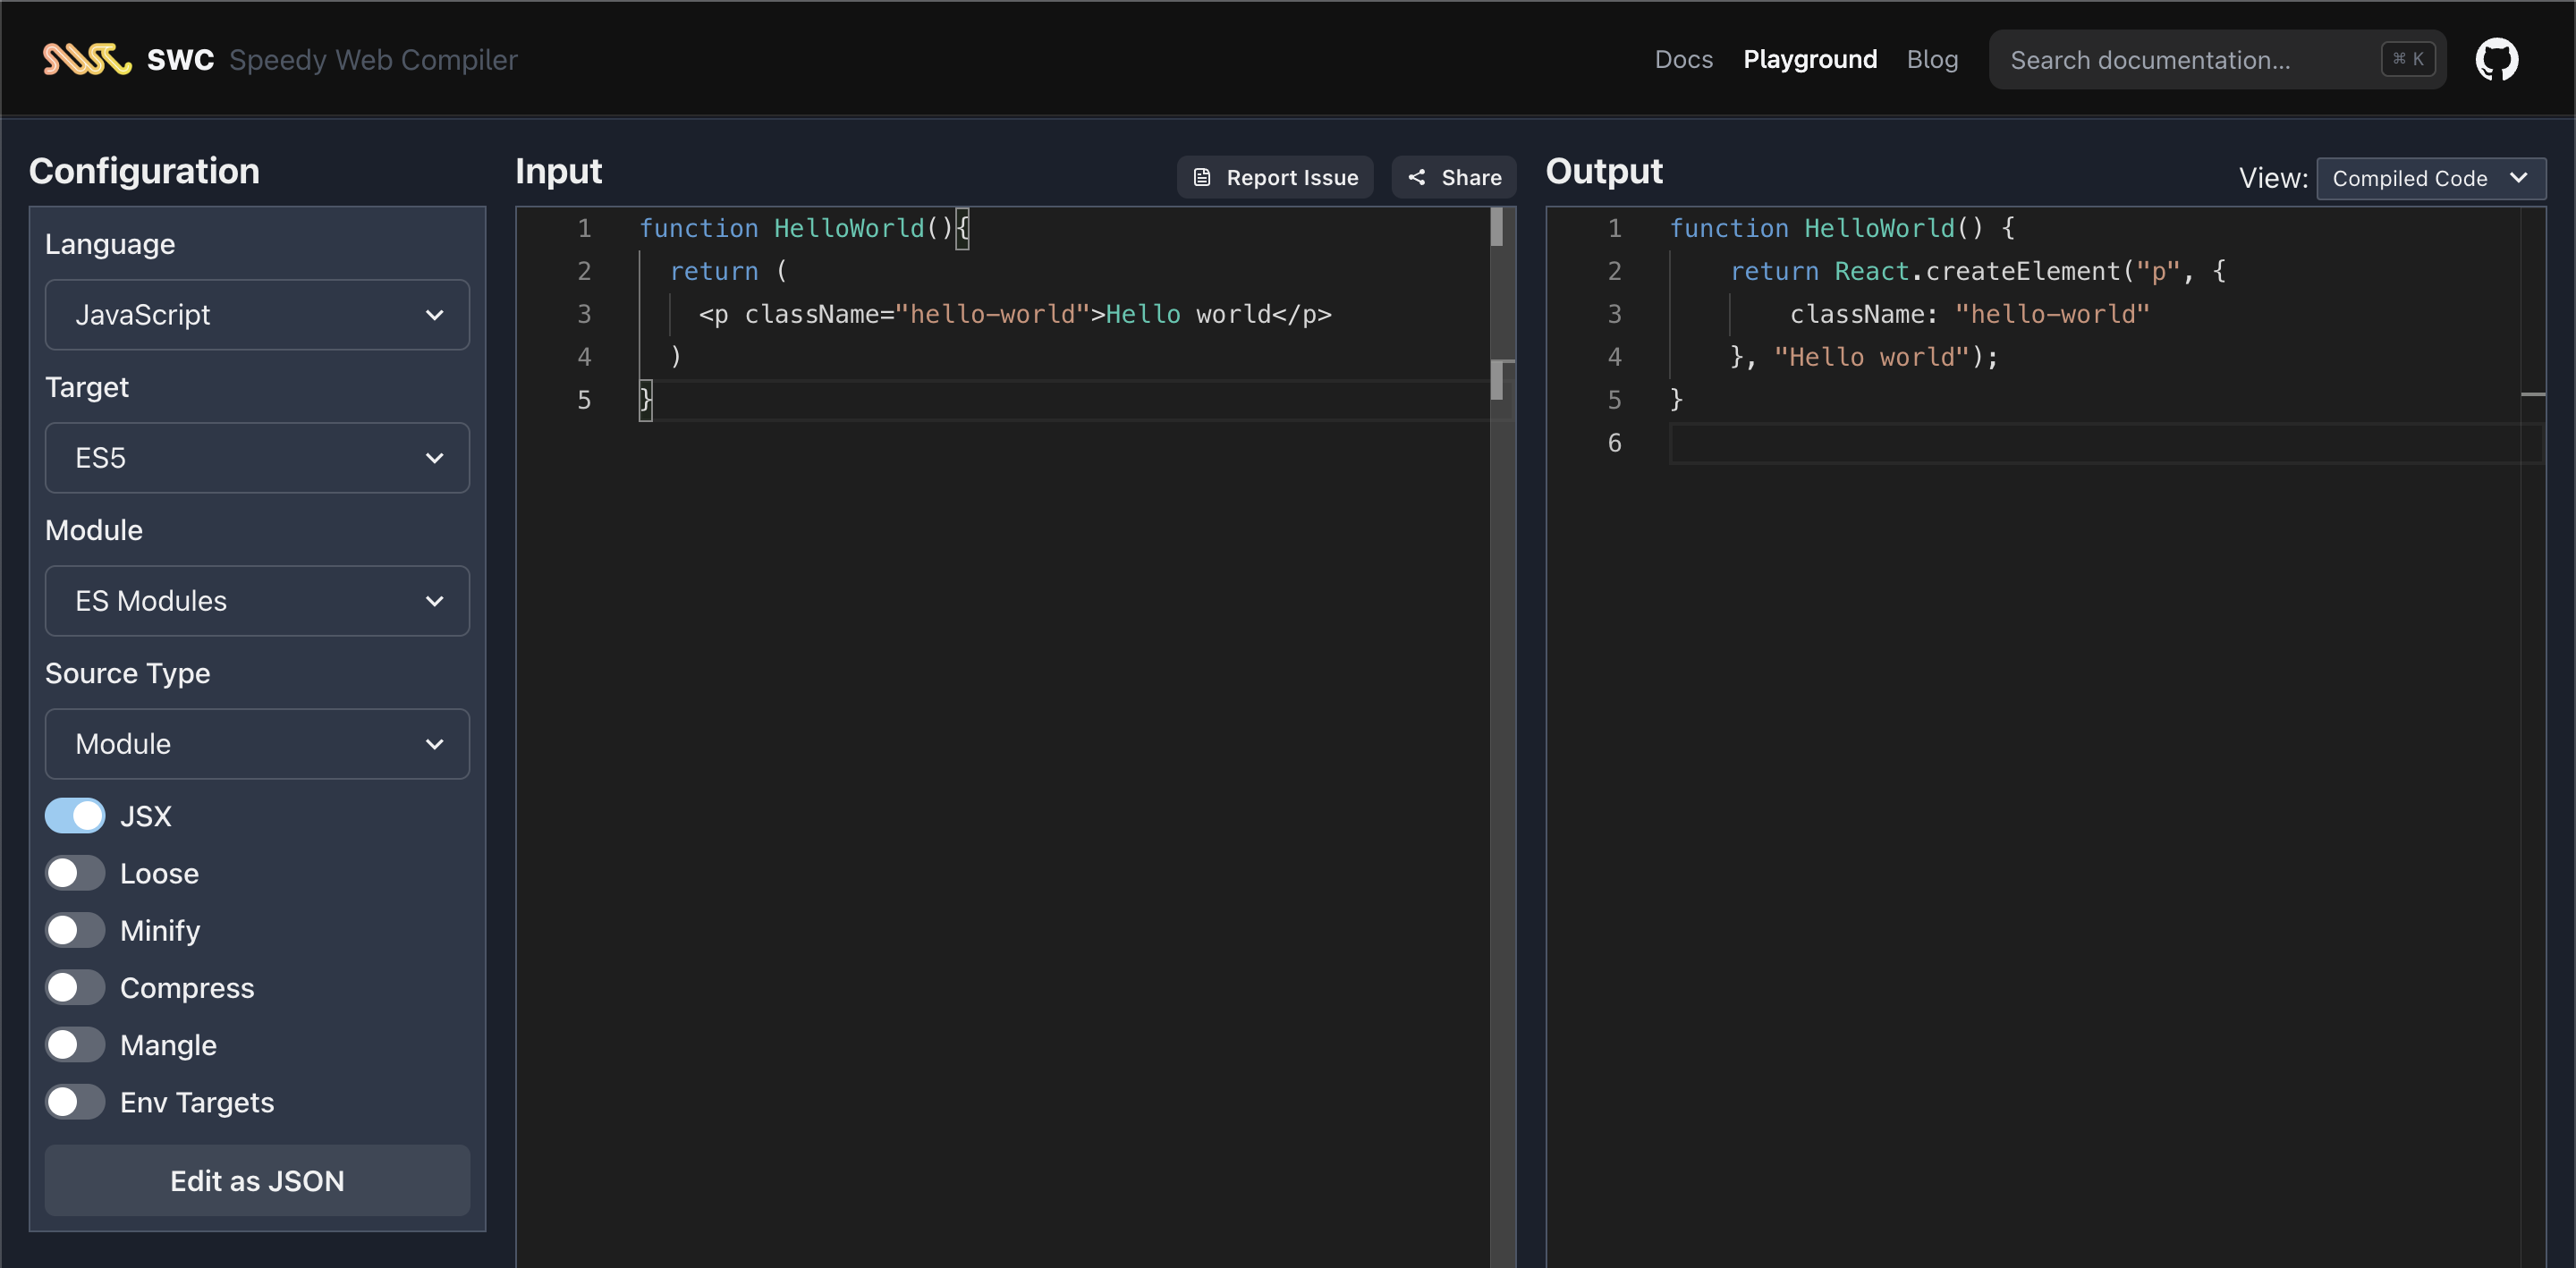 swc Speedy Web Compiler Docs Playground Blog Search documentation... ⌘ K
Configuration
Language
JavaScript
Target
ES5
Module
ES Modules
Source Type
Module
JSX
Loose
Minify
Compress
Mangle
Env Targets
Edit as JSON
Input Report Issue Share
1 function HelloWorld(){
2   return (
3     <p className="hello-world">Hello world</p>
4   )
5 }
Output View: Compiled Code
1 function HelloWorld() {
2     return React.createElement("p", {
3         className: "hello-world"
4     }, "Hello world");
5 }
6